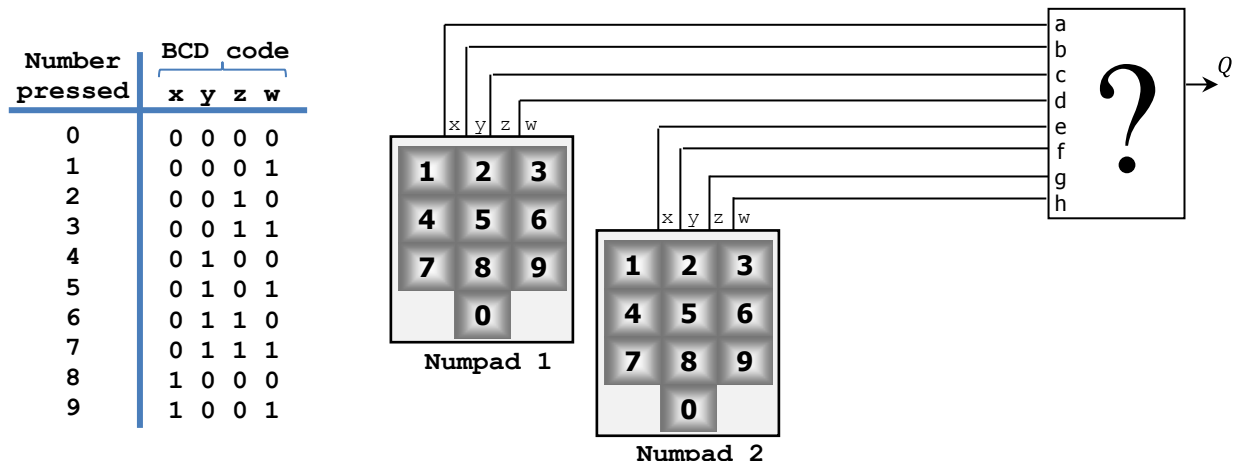 Number pressed
BCD code
x y z w
0 0 0 0 0
1 0 0 0 1
2 0 0 1 0
3 0 0 1 1
4 0 1 0 0
5 0 1 0 1
6 0 1 1 0
7 0 1 1 1
8 1 0 0 0
9 1 0 0 1
x y z w
1 2 3
4 5 6
7 8 9
0
Numpad 1
x y z w
1 2 3
4 5 6
7 8 9
0
Numpad 2
a
b
c
d
e
f
g
h
?
Q